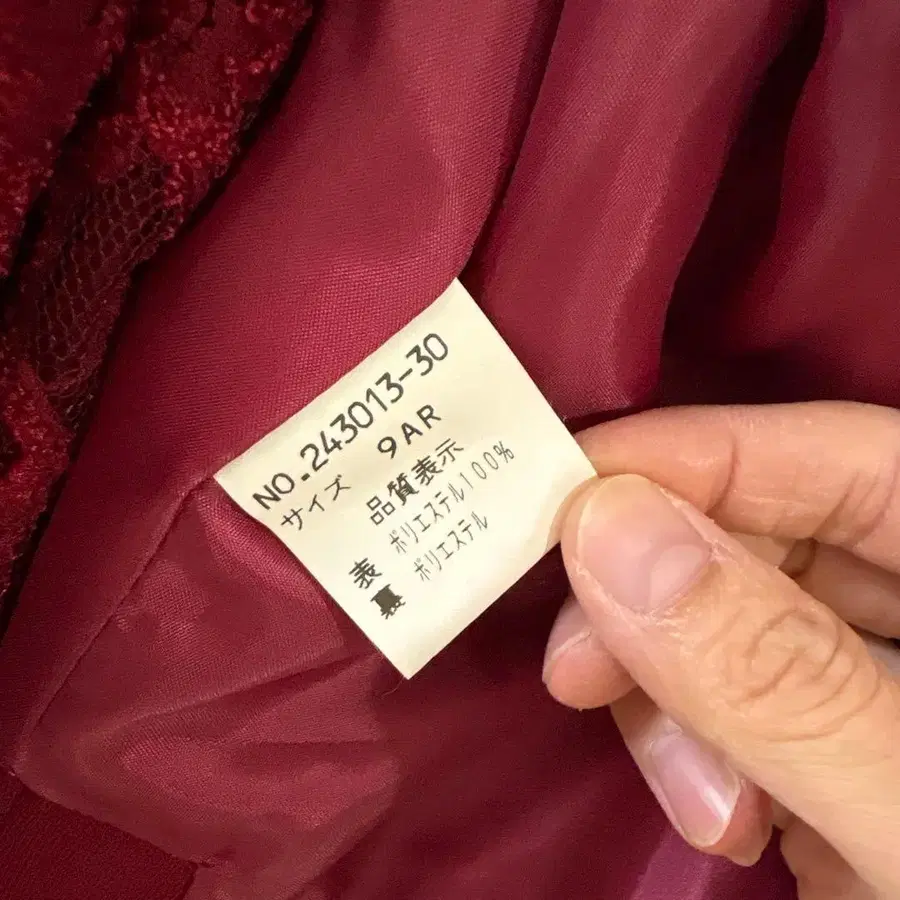 NO.243013-30
サイズ 9AR
品質表示
表 ポリエステル100%
裏 ポリエステル